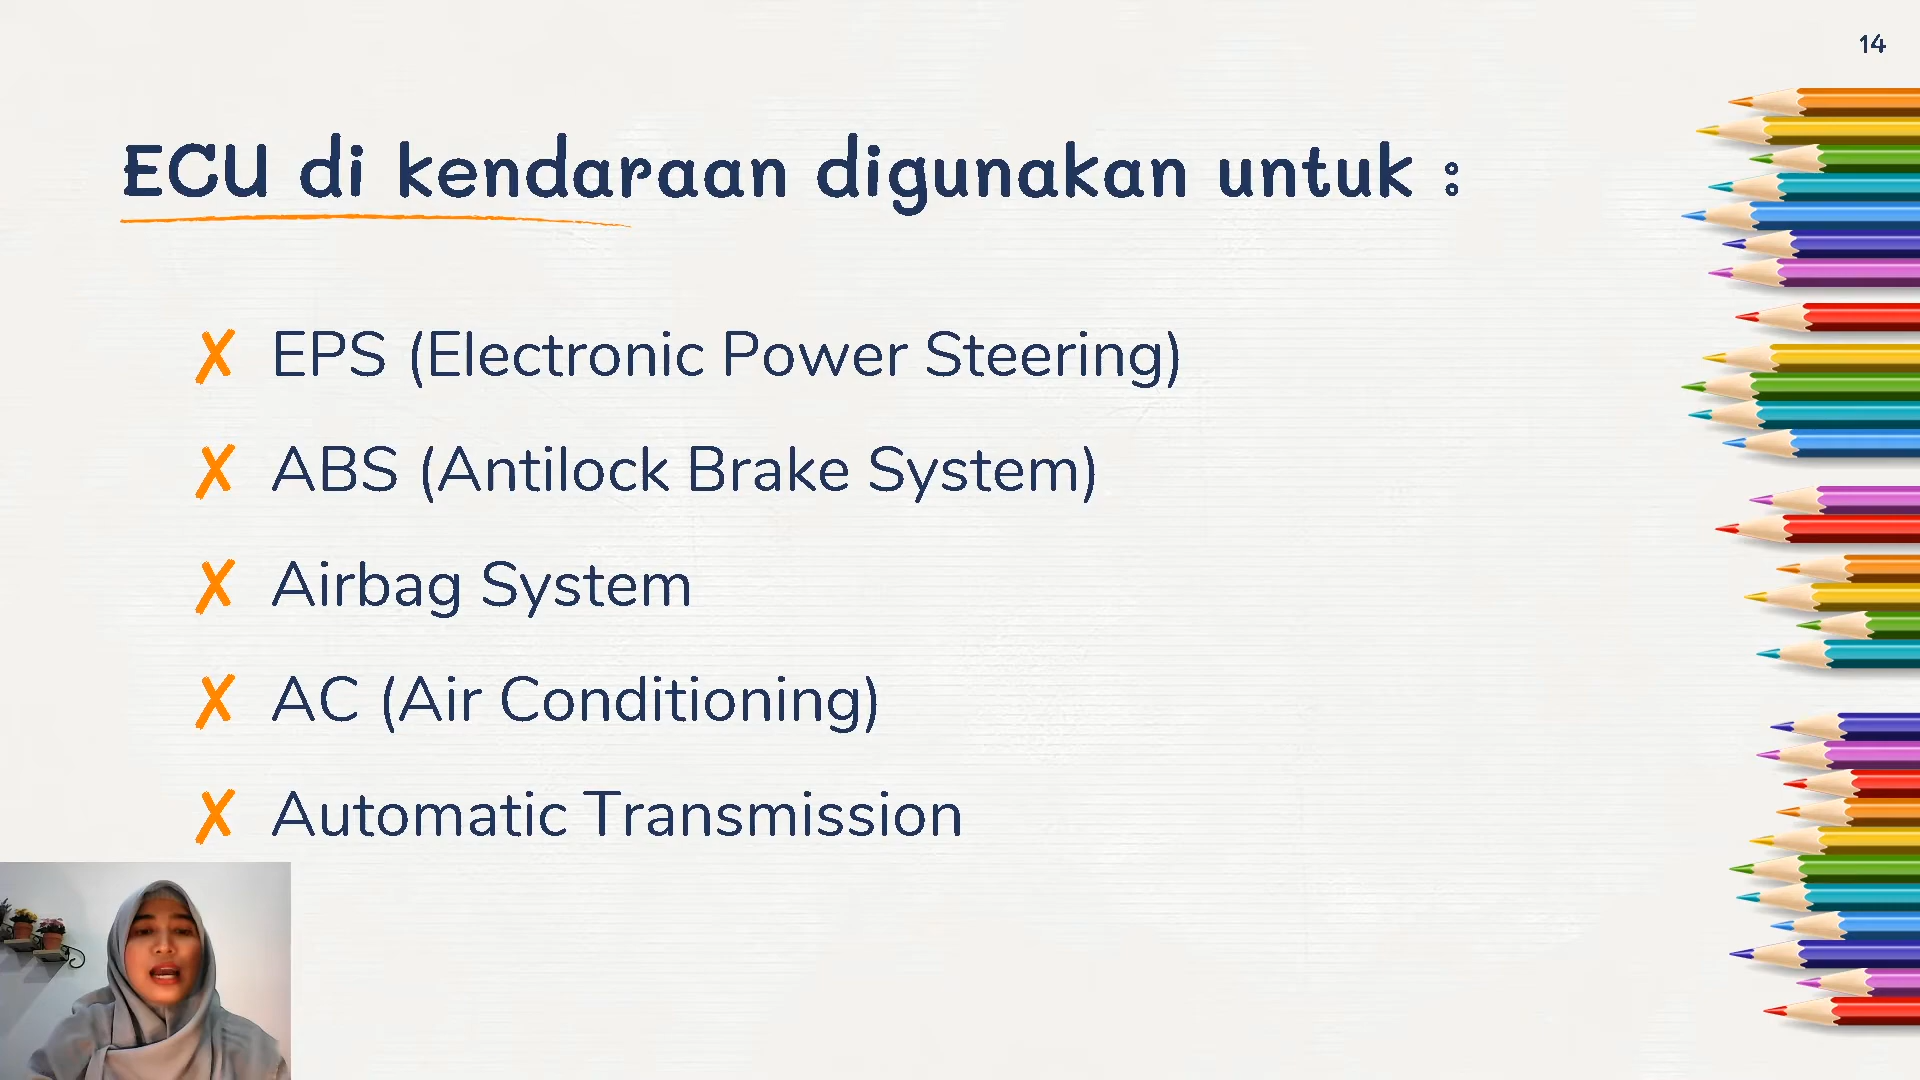 14
ECU di kendaraan digunakan untuk :
✗ EPS (Electronic Power Steering)
✗ ABS (Antilock Brake System)
✗ Airbag System
✗ AC (Air Conditioning)
✗ Automatic Transmission